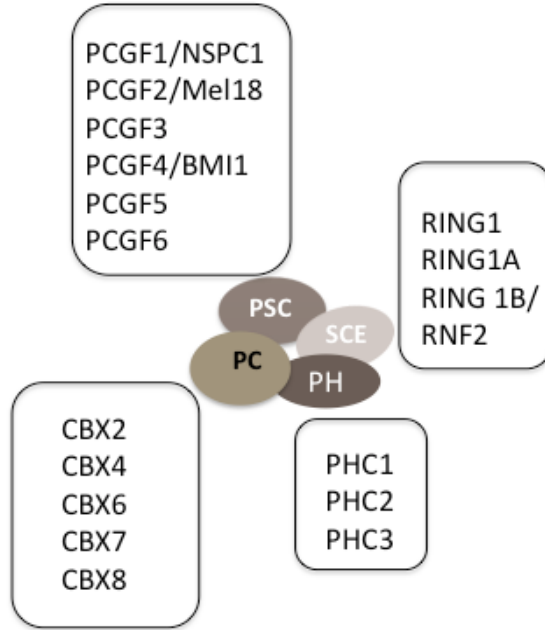 PCGF1/NSPC1
PCGF2/Mel18
PCGF3
PCGF4/BMI1
PCGF5
PCGF6
RING1
RING1A
RING 1B/
RNF2
PSC
SCE
PC
PH
CBX2
CBX4
CBX6
CBX7
CBX8
PHC1
PHC2
PHC3